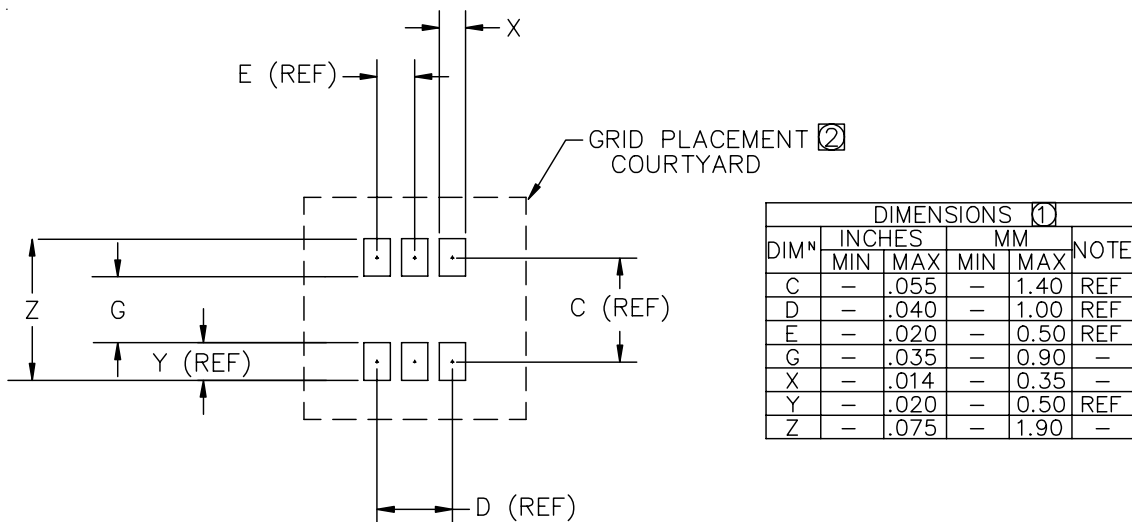 X
E (REF)
GRID PLACEMENT 2
COURTYARD
Z
G
Y (REF)
C (REF)
D (REF)
DIMENSIONS 1
DIMᴺ INCHES MM NOTE
MIN MAX MIN MAX
C – .055 – 1.40 REF
D – .040 – 1.00 REF
E – .020 – 0.50 REF
G – .035 – 0.90 –
X – .014 – 0.35 –
Y – .020 – 0.50 REF
Z – .075 – 1.90 –